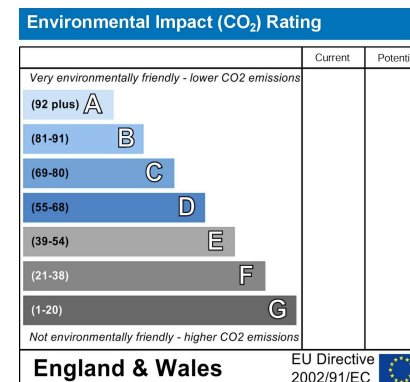 Environmental Impact (CO₂) Rating
Current Potenti
Very environmentally friendly - lower CO2 emissions
(92 plus) A
(81-91) B
(69-80) C
(55-68) D
(39-54) E
(21-38) F
(1-20) G
Not environmentally friendly - higher CO2 emissions
England & Wales
EU Directive
2002/91/EC